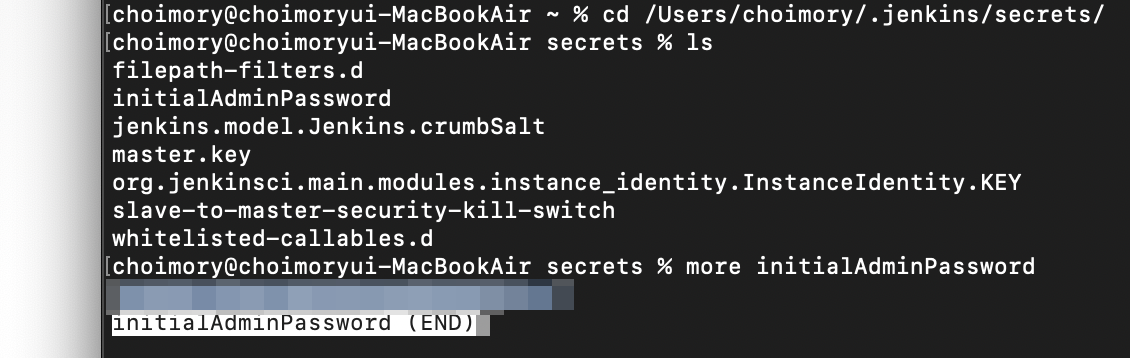 [choimory@choimoryui-MacBookAir ~ % cd /Users/choimory/.jenkins/secrets/
[choimory@choimoryui-MacBookAir secrets % ls
filepath-filters.d
initialAdminPassword
jenkins.model.Jenkins.crumbSalt
master.key
org.jenkinsci.main.modules.instance_identity.InstanceIdentity.KEY
slave-to-master-security-kill-switch
whitelisted-callables.d
[choimory@choimoryui-MacBookAir secrets % more initialAdminPassword
initialAdminPassword (END)